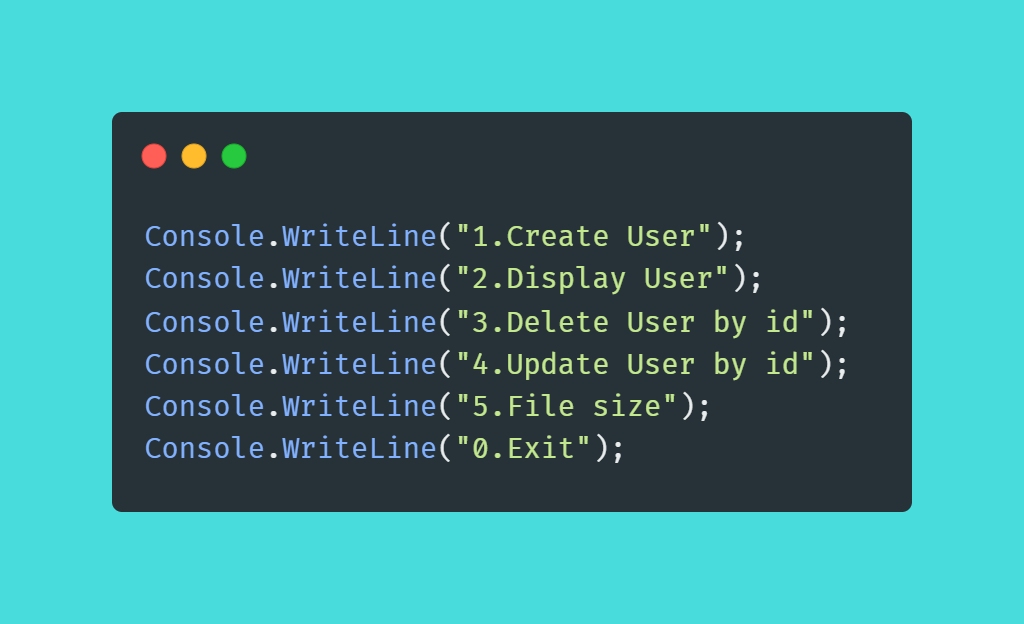 Console.WriteLine("1.Create User");
Console.WriteLine("2.Display User");
Console.WriteLine("3.Delete User by id");
Console.WriteLine("4.Update User by id");
Console.WriteLine("5.File size");
Console.WriteLine("0.Exit");